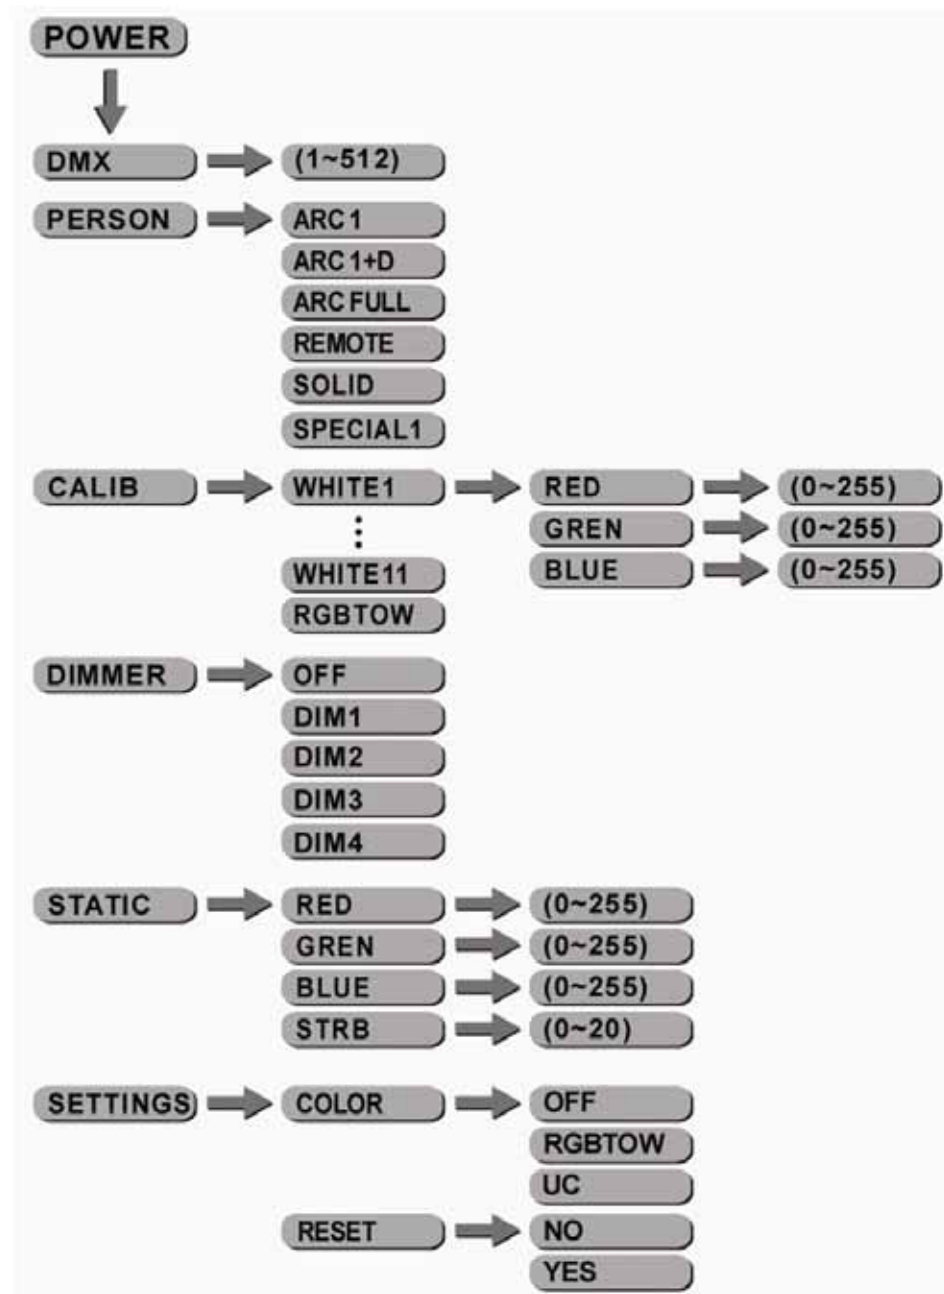 POWER
DMX (1~512)
PERSON ARC1
ARC1+D
ARCFULL
REMOTE
SOLID
SPECIAL1
CALIB WHITE1 RED (0~255)
GREN (0~255)
WHITE11 BLUE (0~255)
RGBTOW
DIMMER OFF
DIM1
DIM2
DIM3
DIM4
STATIC RED (0~255)
GREN (0~255)
BLUE (0~255)
STRB (0~20)
SETTINGS COLOR OFF
RGBTOW
UC
RESET NO
YES